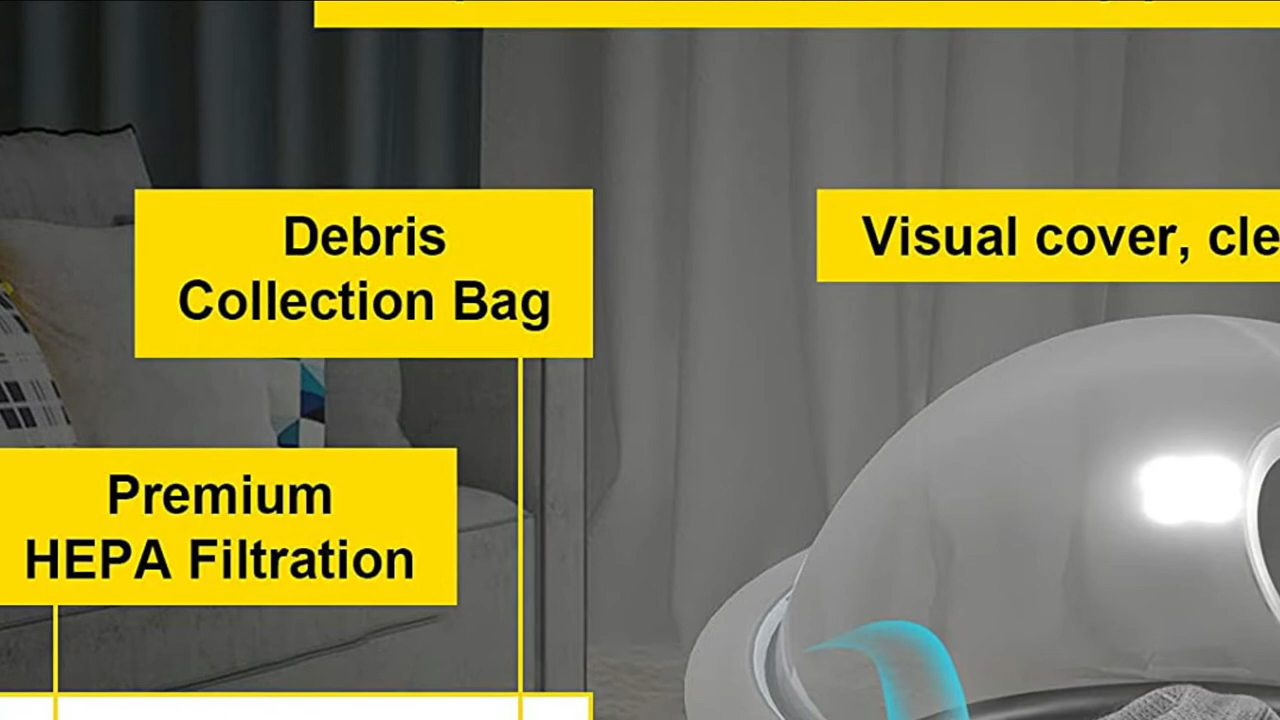 Debris
Collection Bag
Visual cover, cle
Premium
HEPA Filtration